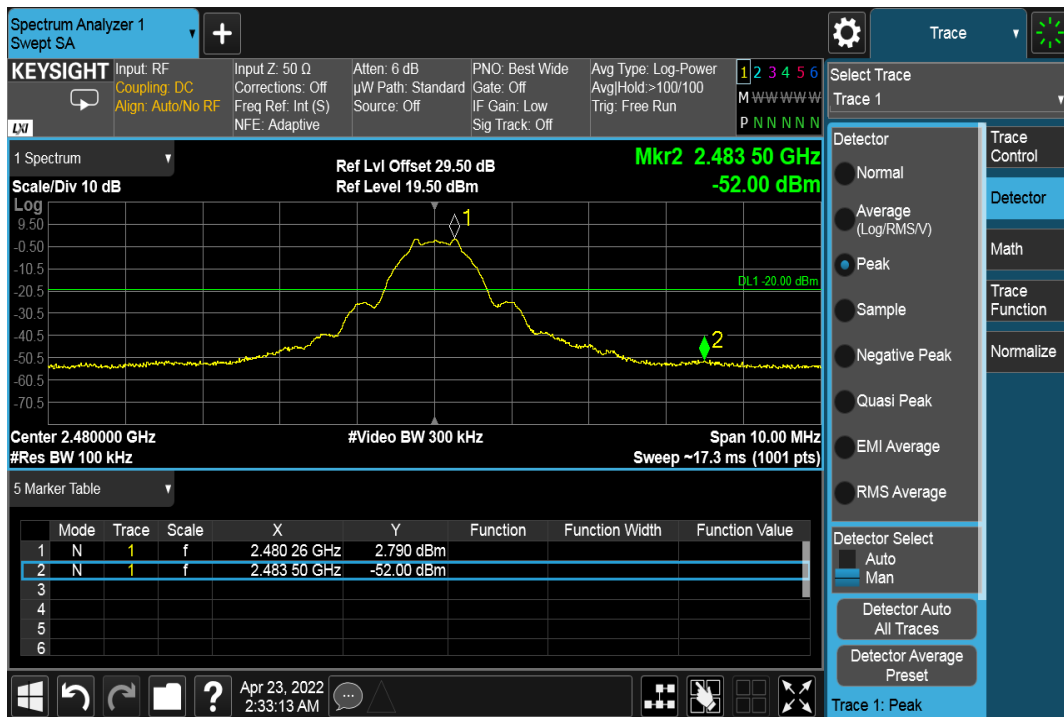 Spectrum Analyzer 1
Swept SA
+
Trace
KEYSIGHT
LXI
Input: RF
Coupling: DC
Align: Auto/No RF
Input Z: 50 Ω
Corrections: Off
Freq Ref: Int (S)
NFE: Adaptive
Atten: 6 dB
µW Path: Standard
Source: Off
PNO: Best Wide
Gate: Off
IF Gain: Low
Sig Track: Off
Avg Type: Log-Power
Avg|Hold:>100/100
Trig: Free Run
1 2 3 4 5 6
M W W W W W
P N N N N N
Select Trace
Trace 1
1 Spectrum
Scale/Div 10 dB
Ref Lvl Offset 29.50 dB
Ref Level 19.50 dBm
Mkr2 2.483 50 GHz
-52.00 dBm
Log
9.50
-0.50
-10.5
-20.5
-30.5
-40.5
-50.5
-60.5
-70.5
1
DL1 -20.00 dBm
2
Center 2.480000 GHz
#Video BW 300 kHz
Span 10.00 MHz
#Res BW 100 kHz
Sweep ~17.3 ms (1001 pts)
5 Marker Table
Mode Trace Scale X Y Function Function Width Function Value
1 N 1 f 2.480 26 GHz 2.790 dBm
2 N 1 f 2.483 50 GHz -52.00 dBm
3
4
5
6
Detector
Normal
Average
(Log/RMS/V)
Peak
Sample
Negative Peak
Quasi Peak
EMI Average
RMS Average
Detector Select
Auto
Man
Detector Auto
All Traces
Detector Average
Preset
Trace 1: Peak
Trace
Control
Detector
Math
Trace
Function
Normalize
?
Apr 23, 2022
2:33:13 AM